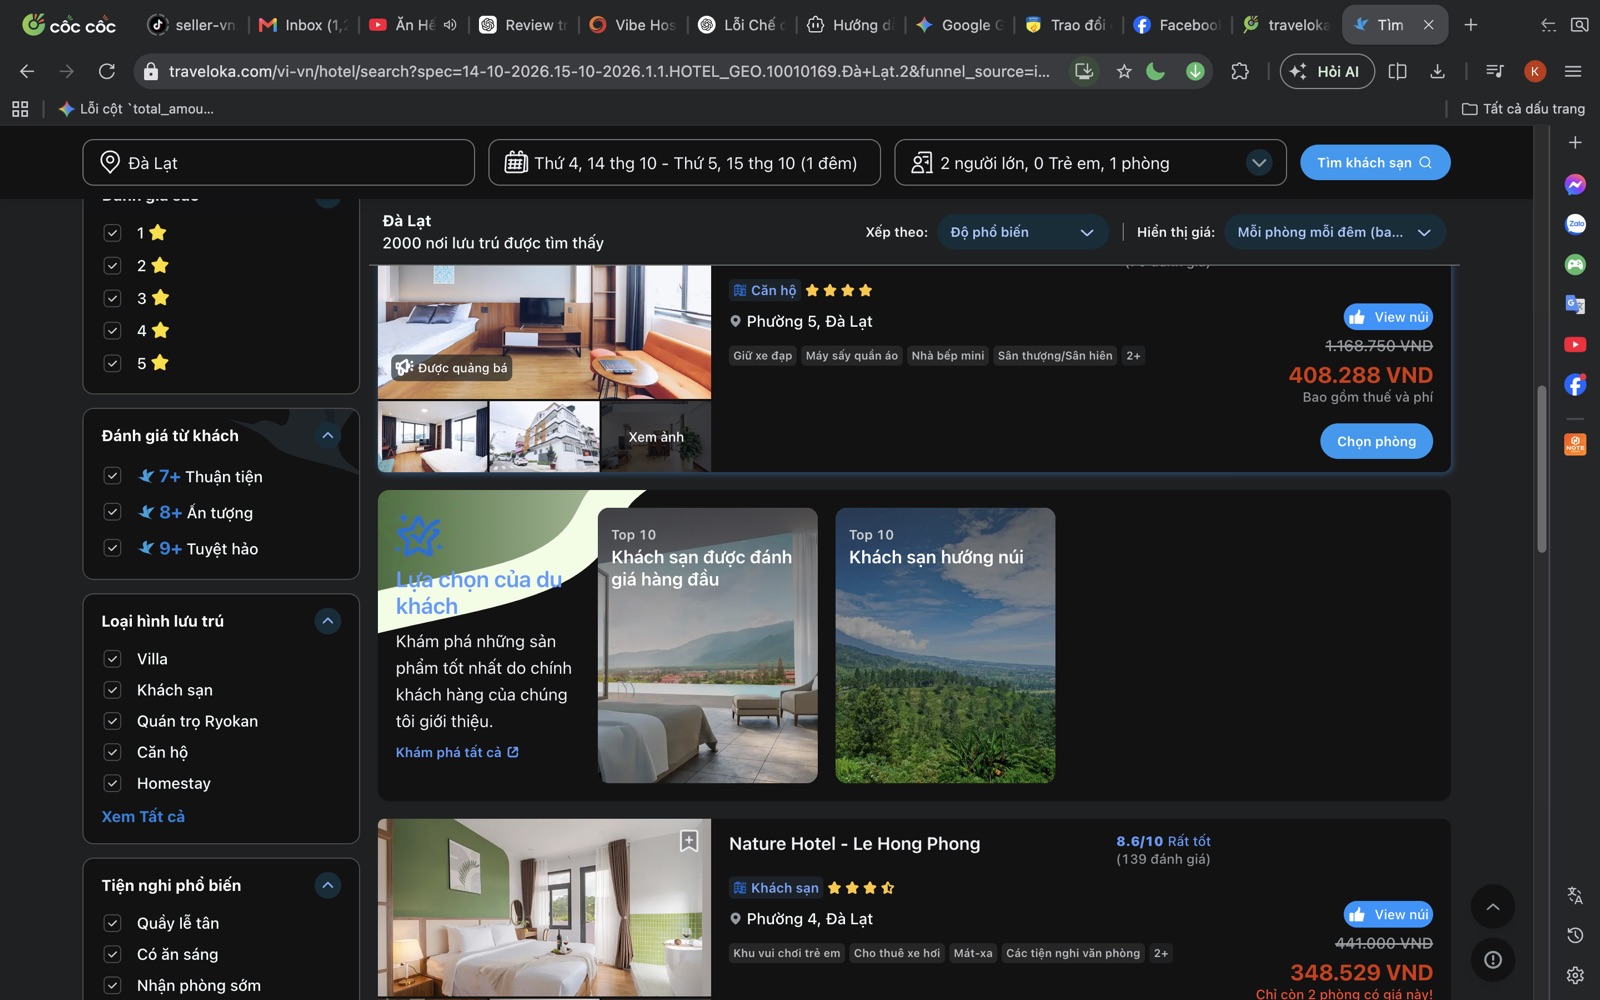 cốc cốc
seller-vn
Inbox (1,
Ăn Hế
Review tr
Vibe Hos
Lỗi Chế
Hướng d
Google
Trao đổi
Facebook
traveloka
Tìm
traveloka.com/vi-vn/hotel/search?spec=14-10-2026.15-10-2026.1.1.HOTEL_GEO.10010169.Đà+Lạt.2&funnel_source=i...
Hỏi AI
K
Lỗi cột `total_amou...
Tất cả dấu trang
Đà Lạt
Thứ 4, 14 thg 10 - Thứ 5, 15 thg 10 (1 đêm)
2 người lớn, 0 Trẻ em, 1 phòng
Tìm khách sạn
1
2
3
4
5
Đánh giá từ khách
7+ Thuận tiện
8+ Ấn tượng
9+ Tuyệt hảo
Loại hình lưu trú
Villa
Khách sạn
Quán trọ Ryokan
Căn hộ
Homestay
Xem Tất cả
Tiện nghi phổ biến
Quầy lễ tân
Có ăn sáng
Nhận phòng sớm
Đà Lạt
2000 nơi lưu trú được tìm thấy
Xếp theo:
Độ phổ biến
Hiển thị giá:
Mỗi phòng mỗi đêm (ba...
Được quảng bá
Xem ảnh
Căn hộ
Phường 5, Đà Lạt
Giữ xe đạp
Máy sấy quần áo
Nhà bếp mini
Sân thượng/Sân hiên
2+
View núi
1.168.750 VND
408.288 VND
Bao gồm thuế và phí
Chọn phòng
Lựa chọn của du
khách
Khám phá những sản
phẩm tốt nhất do chính
khách hàng của chúng
tôi giới thiệu.
Khám phá tất cả
Top 10
Khách sạn được đánh
giá hàng đầu
Top 10
Khách sạn hướng núi
Nature Hotel - Le Hong Phong
8.6/10 Rất tốt
(139 đánh giá)
Khách sạn
Phường 4, Đà Lạt
Khu vui chơi trẻ em
Cho thuê xe hơi
Mát-xa
Các tiện nghi văn phòng
2+
View núi
441.000 VND
348.529 VND
Chỉ còn 2 phòng có giá này!
Zalo
NOTE